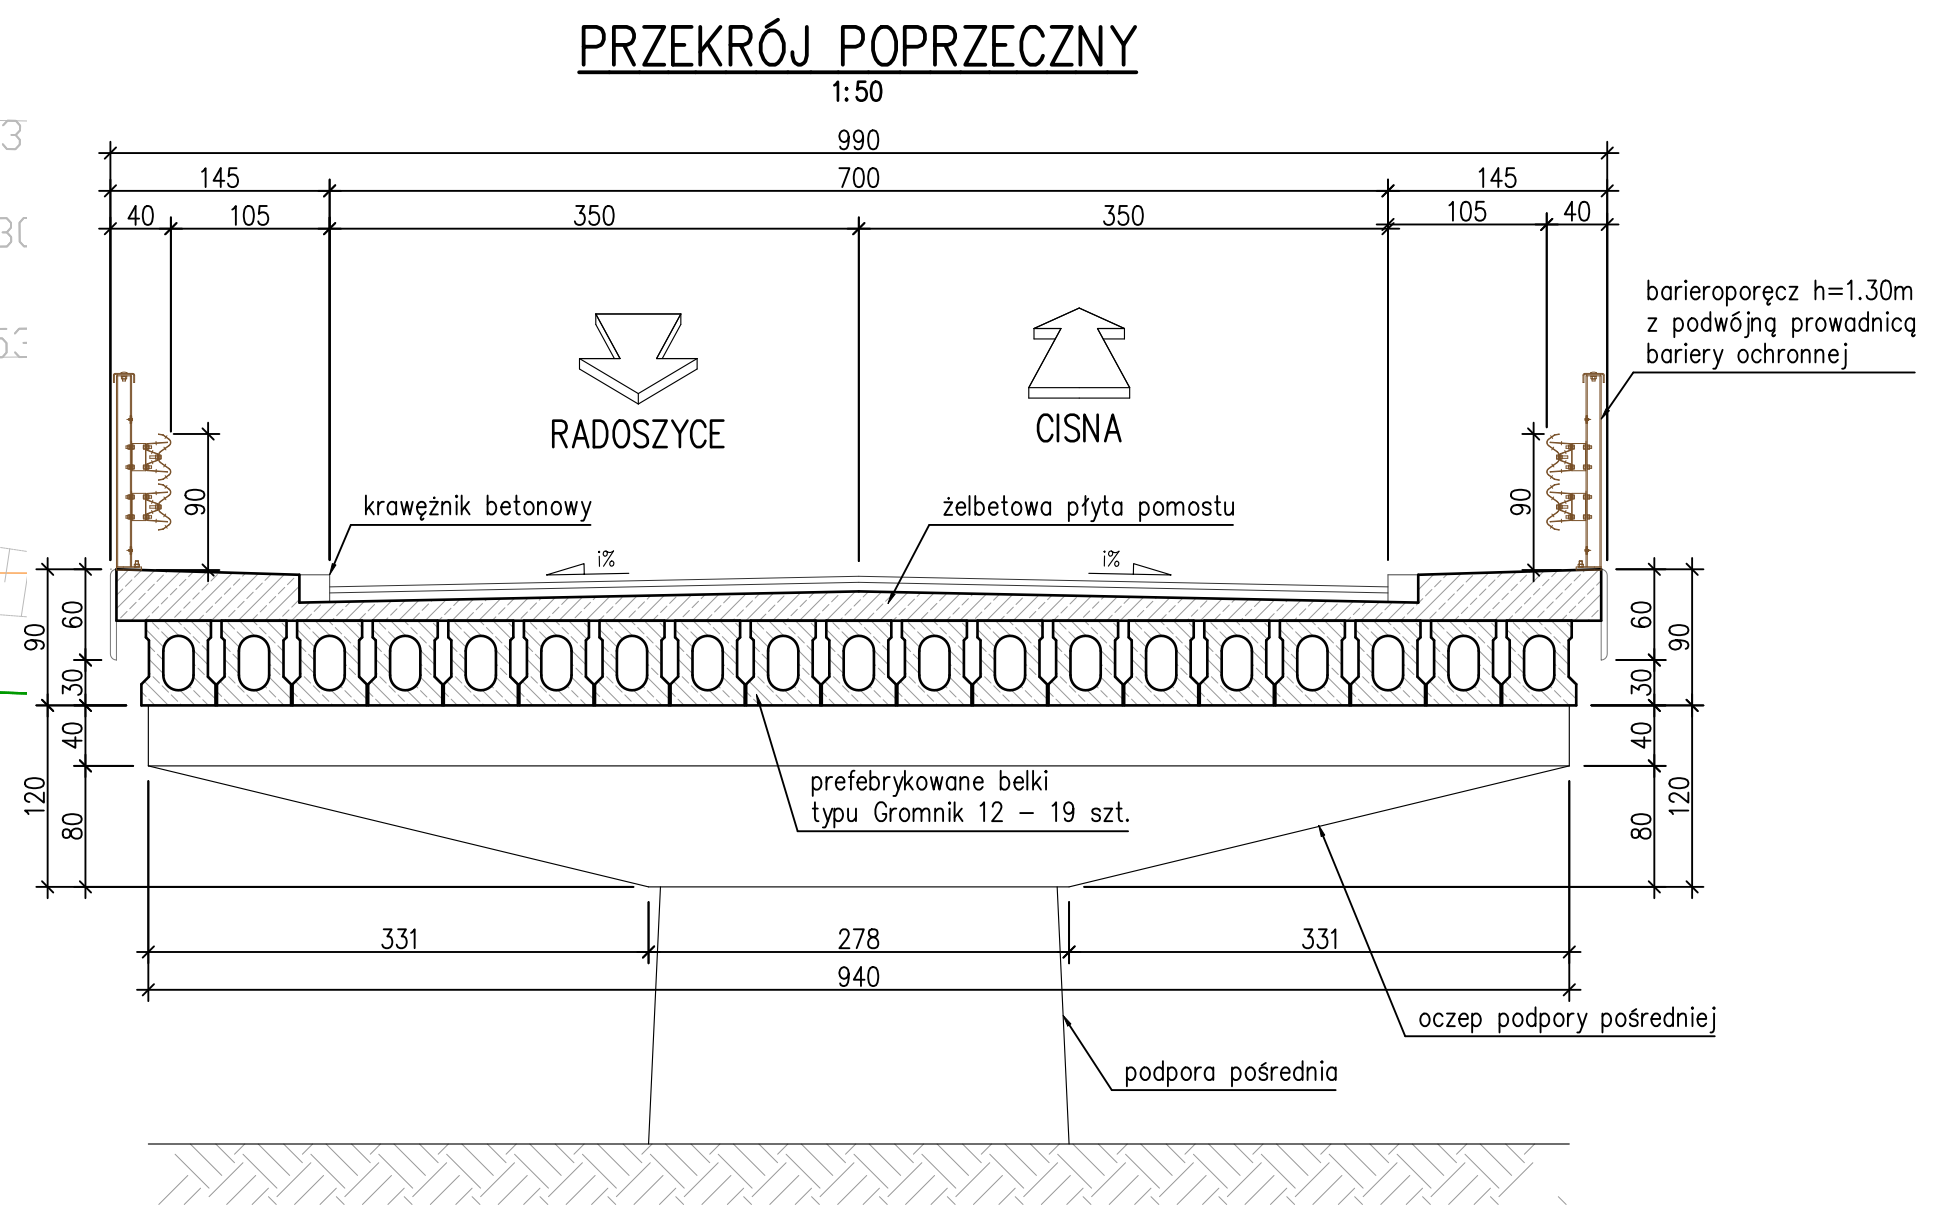 PRZEKRÓJ POPRZECZNY
1:50
990
145
700
145
40
105
350
350
105
40
barieroporęcz h=1.30m
z podwójną prowadnicą
bariery ochronnej
RADOSZYCE
CISNA
90
90
krawężnik betonowy
żelbetowa płyta pomostu
i%
i%
90
60
30
120
40
80
60
90
30
40
120
80
prefebrykowane belki
typu Gromnik 12 – 19 szt.
331
278
331
940
oczep podpory pośredniej
podpora pośrednia